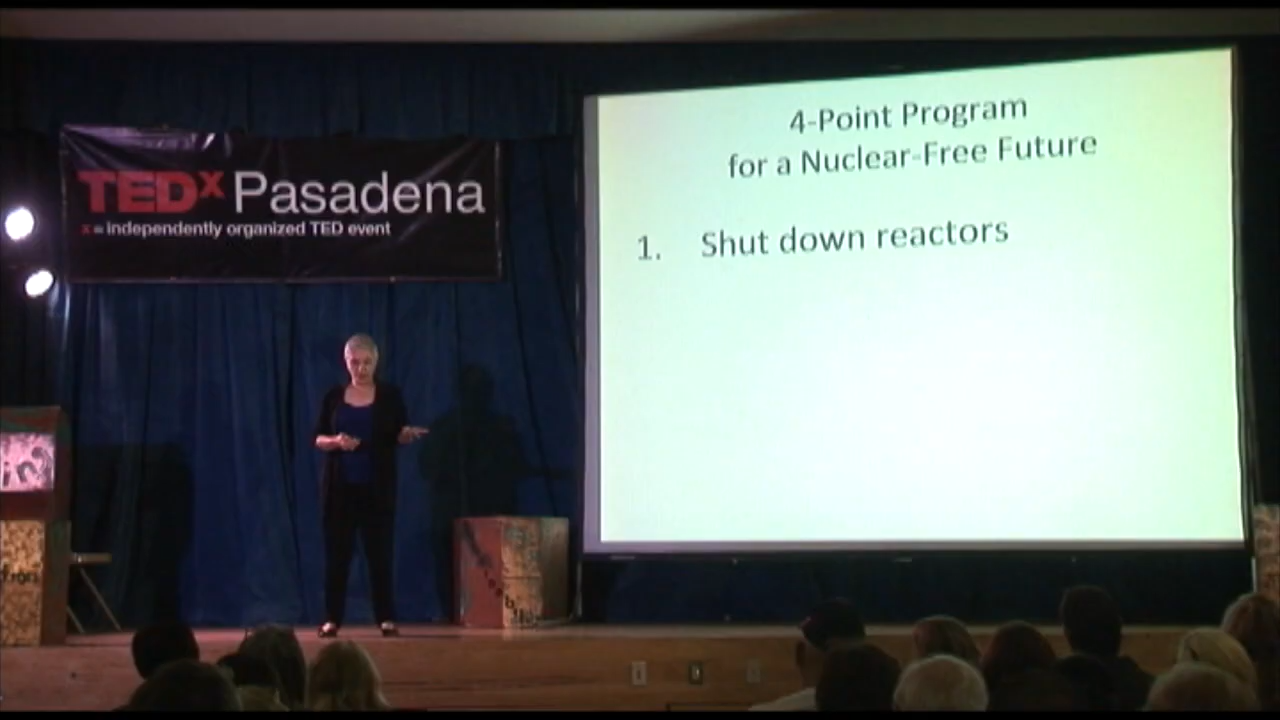 TEDx Pasadena
x = independently organized TED event
4-Point Program
for a Nuclear-Free Future
1. Shut down reactors